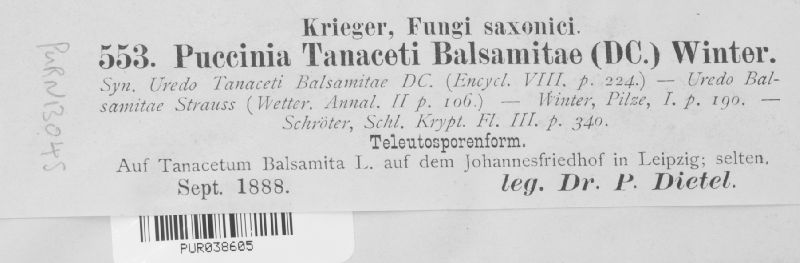 Krieger, Fungi saxonici.
553. Puccinia Tanaceti Balsamitae (DC.) Winter.
Syn. Uredo Tanaceti Balsamitae DC. (Encycl. VIII. p. 224.) — Uredo Bal-
samitae Strauss (Wetter. Annal. II p. 106.) — Winter, Pilze, I. p. 190. —
Schröter, Schl. Krypt. Fl. III. p. 340.
Teleutosporenform.
Auf Tanacetum Balsamita L. auf dem Johannesfriedhof in Leipzig; selten.
Sept. 1888. leg. Dr. P. Dietel.
PUR N13045
PUR038605